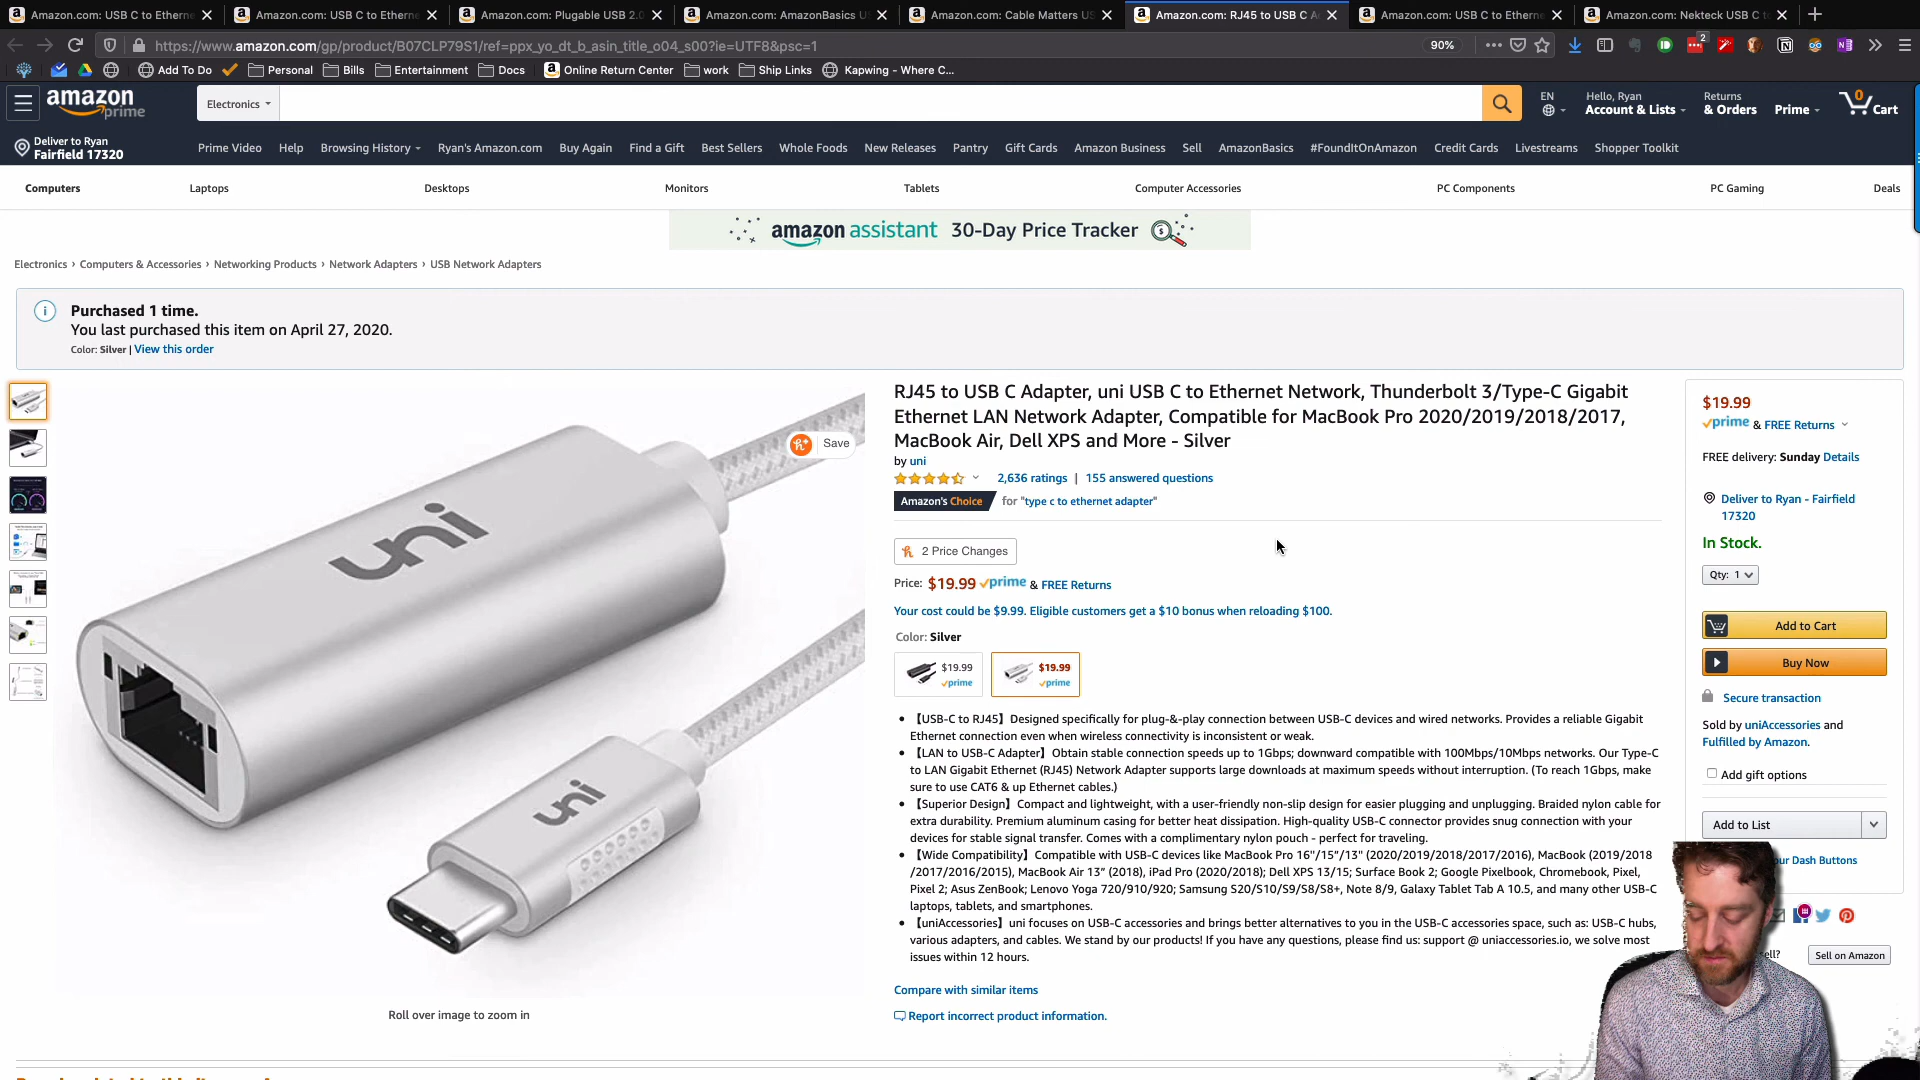 Amazon.com: USB C to Etherne
Amazon.com: USB C to Etherne
Amazon.com: Plugable USB 2.0
Amazon.com: AmazonBasics U
Amazon.com: Cable Matters US
Amazon.com: RJ45 to USB C A
Amazon.com: USB C to Etherne
Amazon.com: Nekteck USB C to
https://www.amazon.com/gp/product/B07CLP79S1/ref=ppx_yo_dt_b_asin_title_o04_s00?ie=UTF8&psc=1
90%
2
Add To Do
Personal
Bills
Entertainment
Docs
Online Return Center
work
Ship Links
Kapwing - Where C...
amazon prime
Electronics
EN
Hello, Ryan
Account & Lists
Returns
& Orders
Prime
0
Cart
Deliver to Ryan
Fairfield 17320
Prime Video
Help
Browsing History
Ryan's Amazon.com
Buy Again
Find a Gift
Best Sellers
Whole Foods
New Releases
Pantry
Gift Cards
Amazon Business
Sell
AmazonBasics
#FoundItOnAmazon
Credit Cards
Livestreams
Shopper Toolkit
Computers
Laptops
Desktops
Monitors
Tablets
Computer Accessories
PC Components
PC Gaming
Deals
amazon assistant 30-Day Price Tracker
Electronics › Computers & Accessories › Networking Products › Network Adapters › USB Network Adapters
Purchased 1 time.
You last purchased this item on April 27, 2020.
Color: Silver | View this order
Save
uni
uni
Roll over image to zoom in
RJ45 to USB C Adapter, uni USB C to Ethernet Network, Thunderbolt 3/Type-C Gigabit
Ethernet LAN Network Adapter, Compatible for MacBook Pro 2020/2019/2018/2017,
MacBook Air, Dell XPS and More - Silver
by uni
2,636 ratings | 155 answered questions
Amazon's Choice for "type c to ethernet adapter"
2 Price Changes
Price: $19.99 prime & FREE Returns
Your cost could be $9.99. Eligible customers get a $10 bonus when reloading $100.
Color: Silver
$19.99
prime
$19.99
prime
• 【USB-C to RJ45】Designed specifically for plug-&-play connection between USB-C devices and wired networks. Provides a reliable Gigabit
Ethernet connection even when wireless connectivity is inconsistent or weak.
• 【LAN to USB-C Adapter】Obtain stable connection speeds up to 1Gbps; downward compatible with 100Mbps/10Mbps networks. Our Type-C
to LAN Gigabit Ethernet (RJ45) Network Adapter supports large downloads at maximum speeds without interruption. (To reach 1Gbps, make
sure to use CAT6 & up Ethernet cables.)
• 【Superior Design】Compact and lightweight, with a user-friendly non-slip design for easier plugging and unplugging. Braided nylon cable for
extra durability. Premium aluminum casing for better heat dissipation. High-quality USB-C connector provides snug connection with your
devices for stable signal transfer. Comes with a complimentary nylon pouch - perfect for traveling.
• 【Wide Compatibility】Compatible with USB-C devices like MacBook Pro 16"/15"/13" (2020/2019/2018/2017/2016), MacBook (2019/2018
/2017/2016/2015), MacBook Air 13" (2018), iPad Pro (2020/2018); Dell XPS 13/15; Surface Book 2; Google Pixelbook, Chromebook, Pixel,
Pixel 2; Asus ZenBook; Lenovo Yoga 720/910/920; Samsung S20/S10/S9/S8/S8+, Note 8/9, Galaxy Tablet Tab A 10.5, and many other USB-C
laptops, tablets, and smartphones.
• 【uniAccessories】uni focuses on USB-C accessories and brings better alternatives to you in the USB-C accessories space, such as: USB-C hubs,
various adapters, and cables. We stand by our products! If you have any questions, please find us: support @ uniaccessories.io, we solve most
issues within 12 hours.
Compare with similar items
Report incorrect product information.
$19.99
prime & FREE Returns
FREE delivery: Sunday Details
Deliver to Ryan - Fairfield
17320
In Stock.
Qty: 1
Add to Cart
Buy Now
Secure transaction
Sold by uniAccessories and
Fulfilled by Amazon.
Add gift options
Add to List
our Dash Buttons
ell?
Sell on Amazon